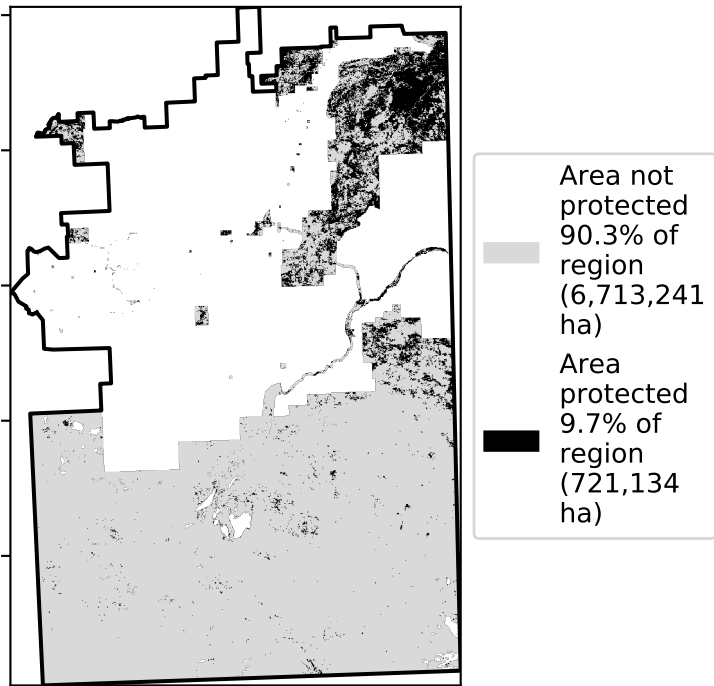 Area not
protected
90.3% of
region
(6,713,241
ha)
Area
protected
9.7% of
region
(721,134
ha)